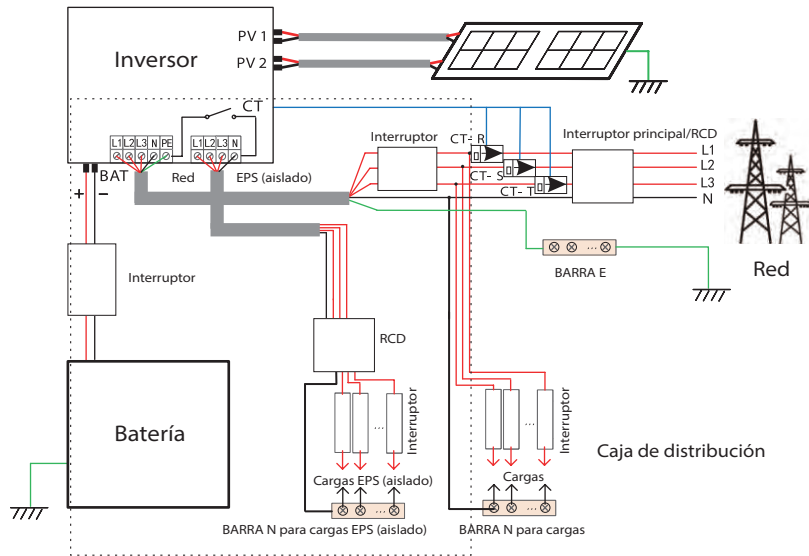 PV 1
Inversor
PV 2
CT
L1 L2 L3 N PE
L1 L2 L3 N
BAT
Red
EPS (aislado)
+ −
Interruptor
CT- R
CT- S
CT- T
Interruptor principal/RCD
L1
L2
L3
N
Red
BARRA E
Interruptor
RCD
Batería
...
Interruptor
...
Interruptor
Caja de distribución
Cargas EPS (aislado)
Cargas
...
...
...
BARRA N para cargas EPS (aislado)
BARRA N para cargas